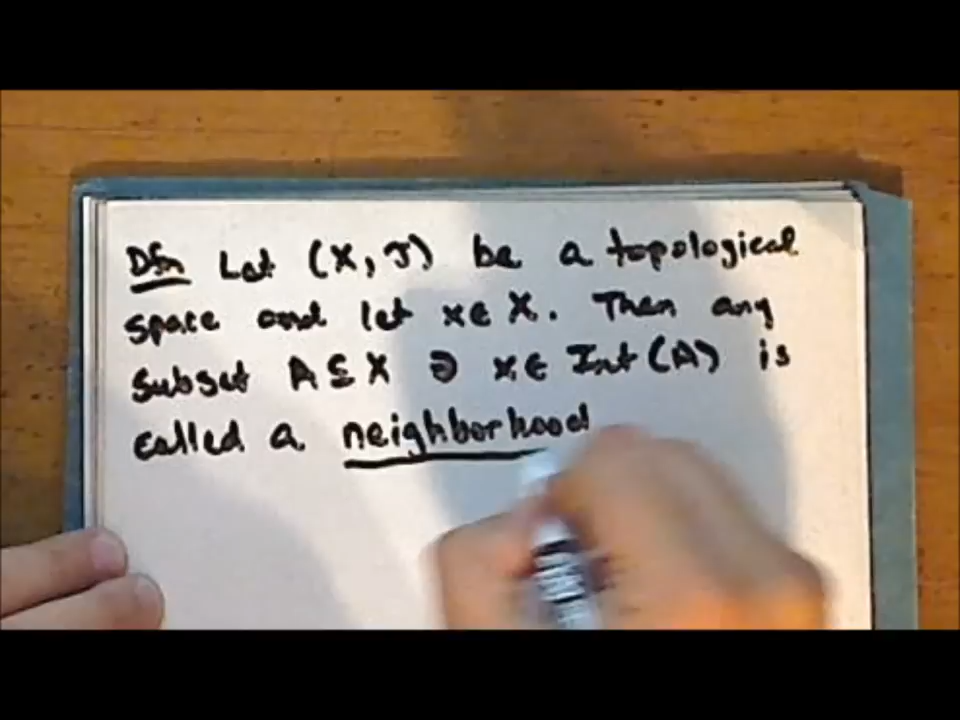 Dfn Let (X, T) be a topological
space and let x ∈ X. Then any
subset A ⊆ X ∋ x ∈ Int(A) is
called a neighborhood